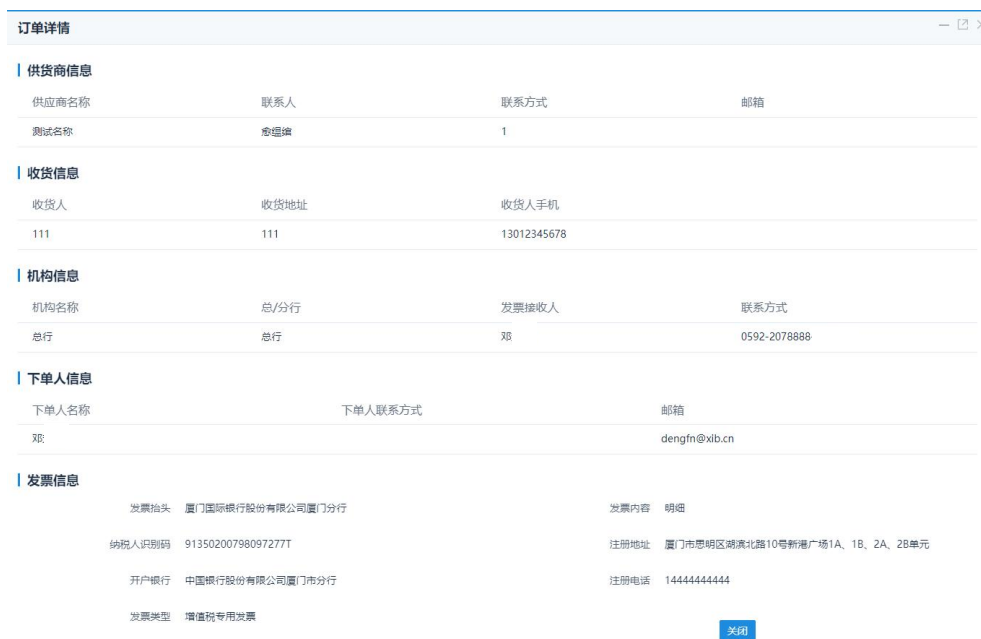 订单详情
供货商信息
供应商名称 联系人 联系方式 邮箱
测试名称 愈组编 1
收货信息
收货人 收货地址 收货人手机
111 111 13012345678
机构信息
机构名称 总/分行 发票接收人 联系方式
总行 总行 邓 0592-2078888
下单人信息
下单人名称 下单人联系方式 邮箱
邓 dengfn@xib.cn
发票信息
发票抬头 厦门国际银行股份有限公司厦门分行 发票内容 明细
纳税人识别码 91350200798097277T 注册地址 厦门市思明区湖滨北路10号新港广场1A、1B、2A、2B单元
开户银行 中国银行股份有限公司厦门市分行 注册电话 14444444444
发票类型 增值税专用发票
关闭